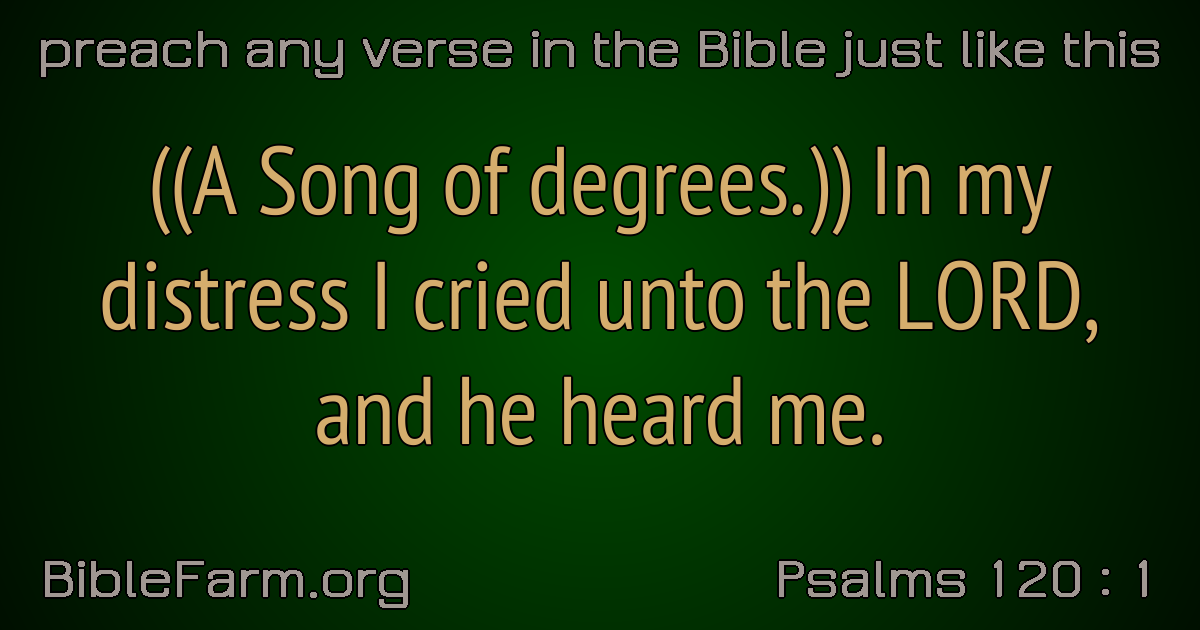 preach any verse in the Bible just like this
((A Song of degrees.)) In my
distress I cried unto the LORD,
and he heard me.
BibleFarm.org
Psalms 120 : 1